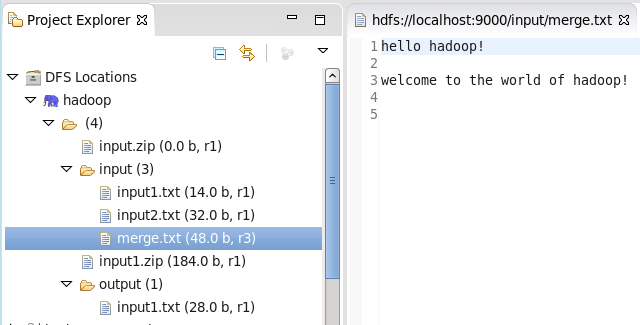 Project Explorer
DFS Locations
hadoop
(4)
input.zip (0.0 b, r1)
input (3)
input1.txt (14.0 b, r1)
input2.txt (32.0 b, r1)
merge.txt (48.0 b, r3)
input1.zip (184.0 b, r1)
output (1)
input1.txt (28.0 b, r1)
hdfs://localhost:9000/input/merge.txt
1 hello hadoop!
2
3 welcome to the world of hadoop!
4
5